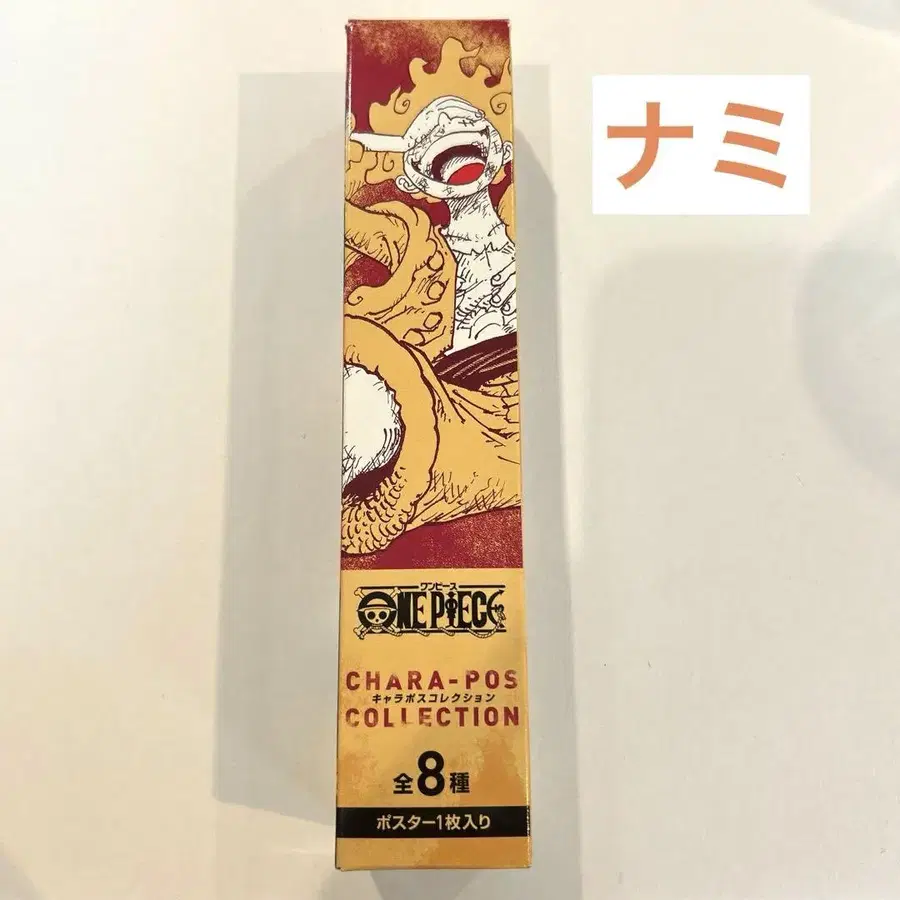 ナミ
ワンピース
ONE PIECE
CHARA-POS
キャラポスコレクション
COLLECTION
全8種
ポスター1枚入り